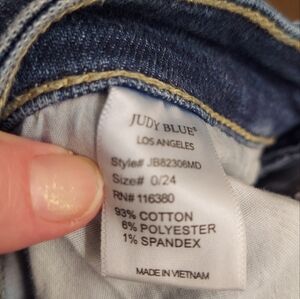 JUDY BLUE®
LOS ANGELES
Style# JB82306MD
Size# 0/24
RN# 116380
93% COTTON
6% POLYESTER
1% SPANDEX
MADE IN VIETNAM